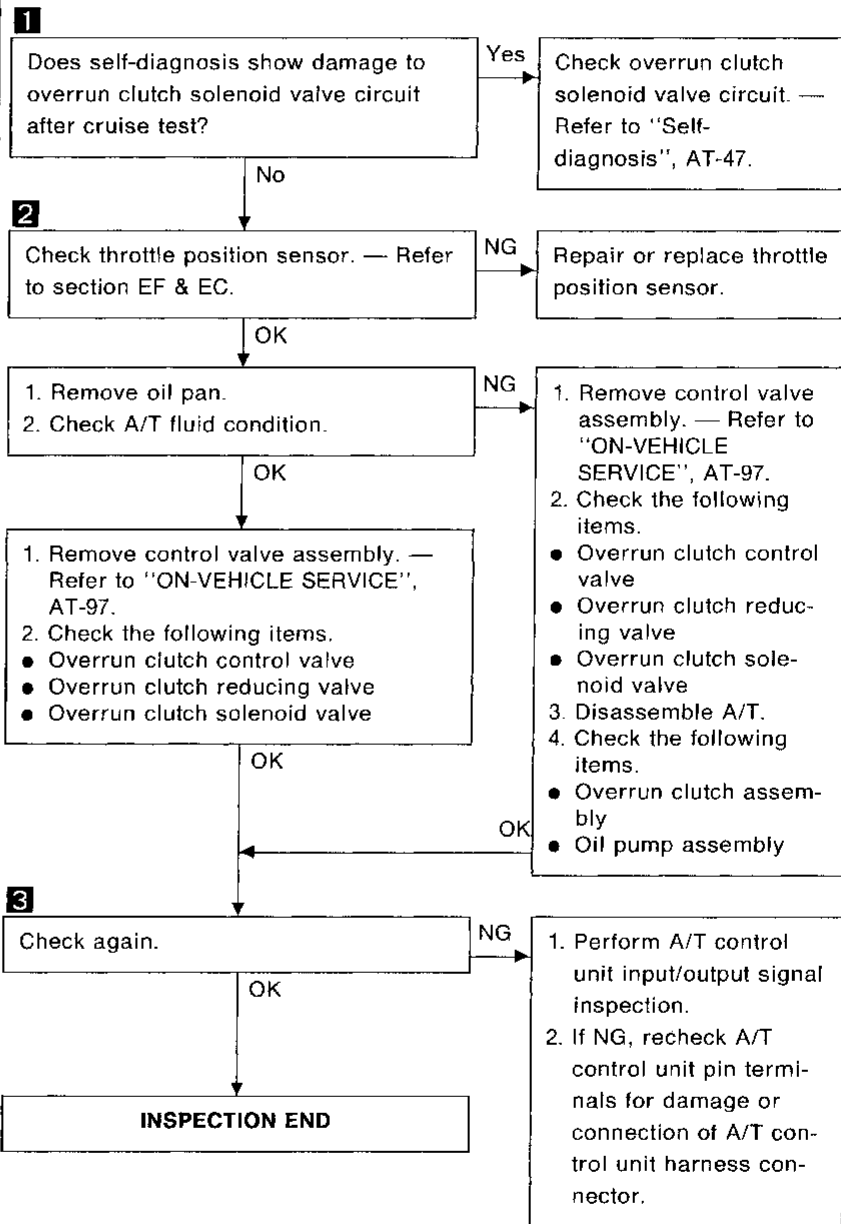 1
Does self-diagnosis show damage to
overrun clutch solenoid valve circuit
after cruise test?
Yes
Check overrun clutch
solenoid valve circuit. —
Refer to "Self-
diagnosis", AT-47.
No
2
Check throttle position sensor. — Refer
to section EF & EC.
NG
Repair or replace throttle
position sensor.
OK
1. Remove oil pan.
2. Check A/T fluid condition.
NG
1. Remove control valve
assembly. — Refer to
"ON-VEHICLE
SERVICE", AT-97.
2. Check the following
items.
● Overrun clutch control
valve
● Overrun clutch reduc-
ing valve
● Overrun clutch sole-
noid valve
3. Disassemble A/T.
4. Check the following
items.
● Overrun clutch assem-
bly
● Oil pump assembly
OK
1. Remove control valve assembly. —
Refer to "ON-VEHICLE SERVICE",
AT-97.
2. Check the following items.
● Overrun clutch control valve
● Overrun clutch reducing valve
● Overrun clutch solenoid valve
OK
OK
3
Check again.
NG
1. Perform A/T control
unit input/output signal
inspection.
2. If NG, recheck A/T
control unit pin termi-
nals for damage or
connection of A/T con-
trol unit harness con-
nector.
OK
INSPECTION END